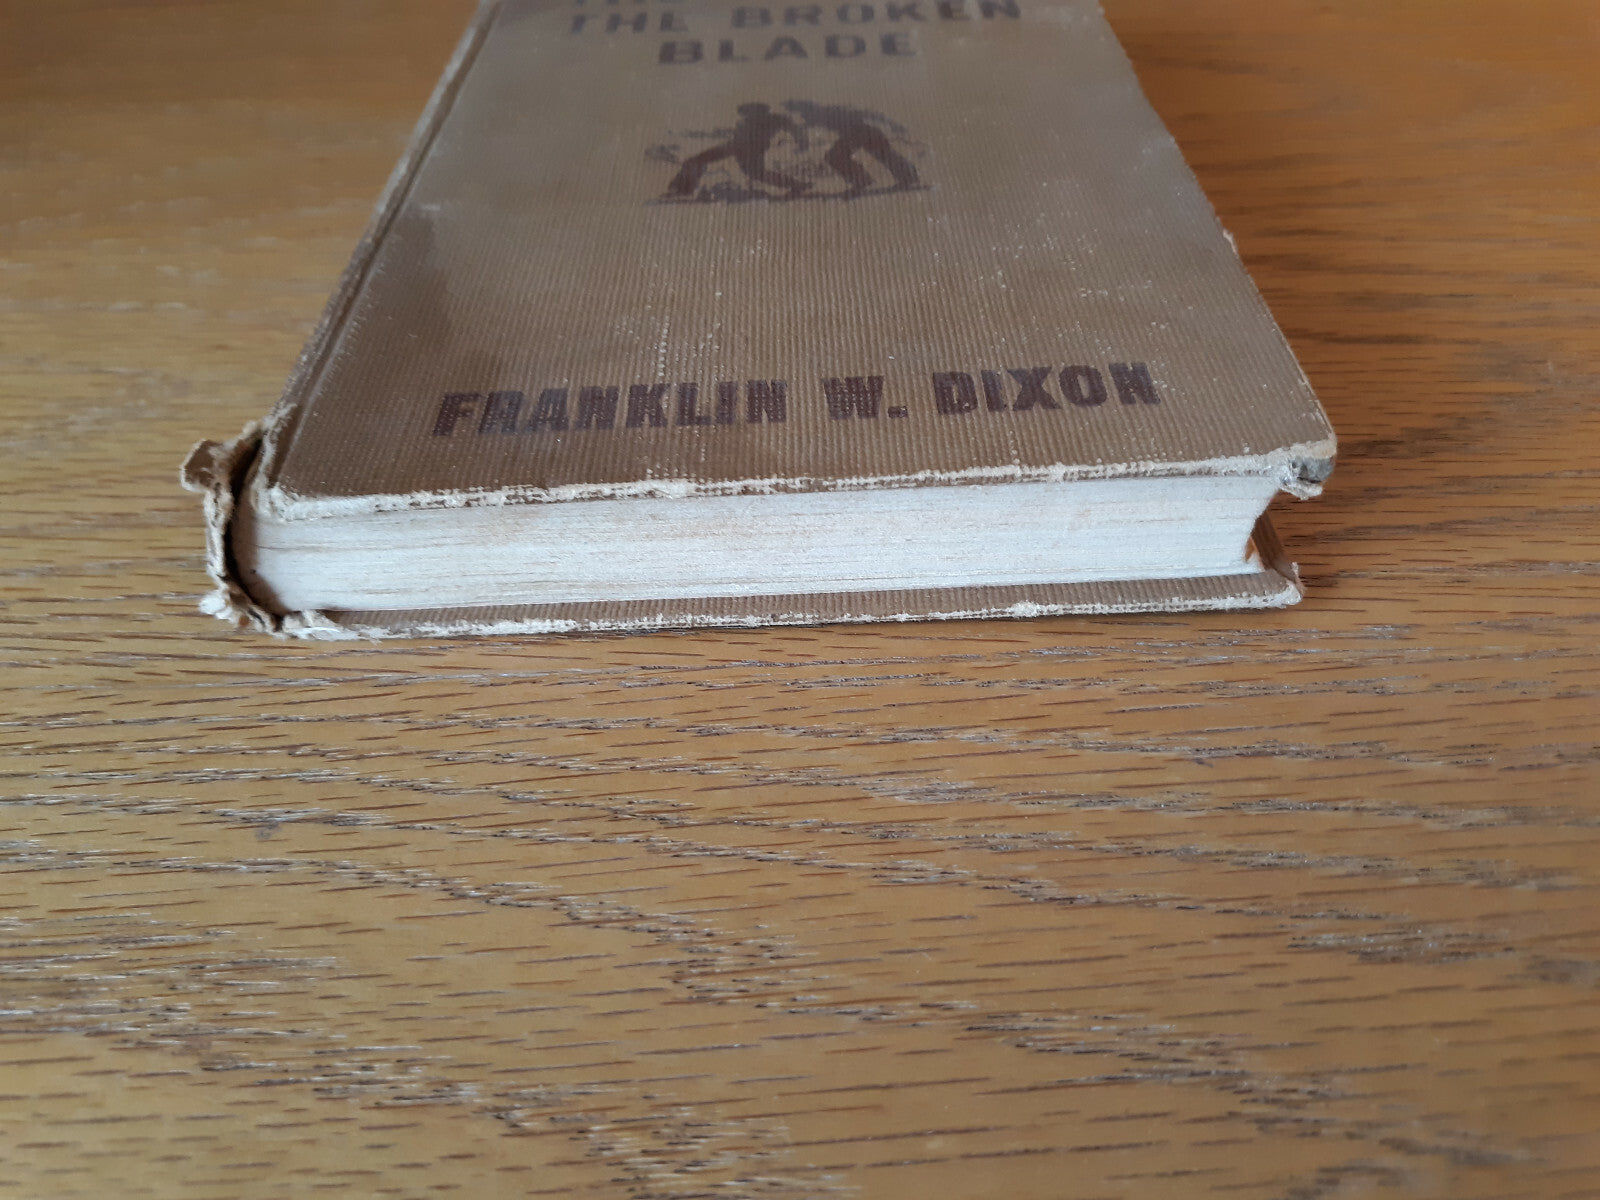 THE BROKEN
BLADE
FRANKLIN W. DIXON